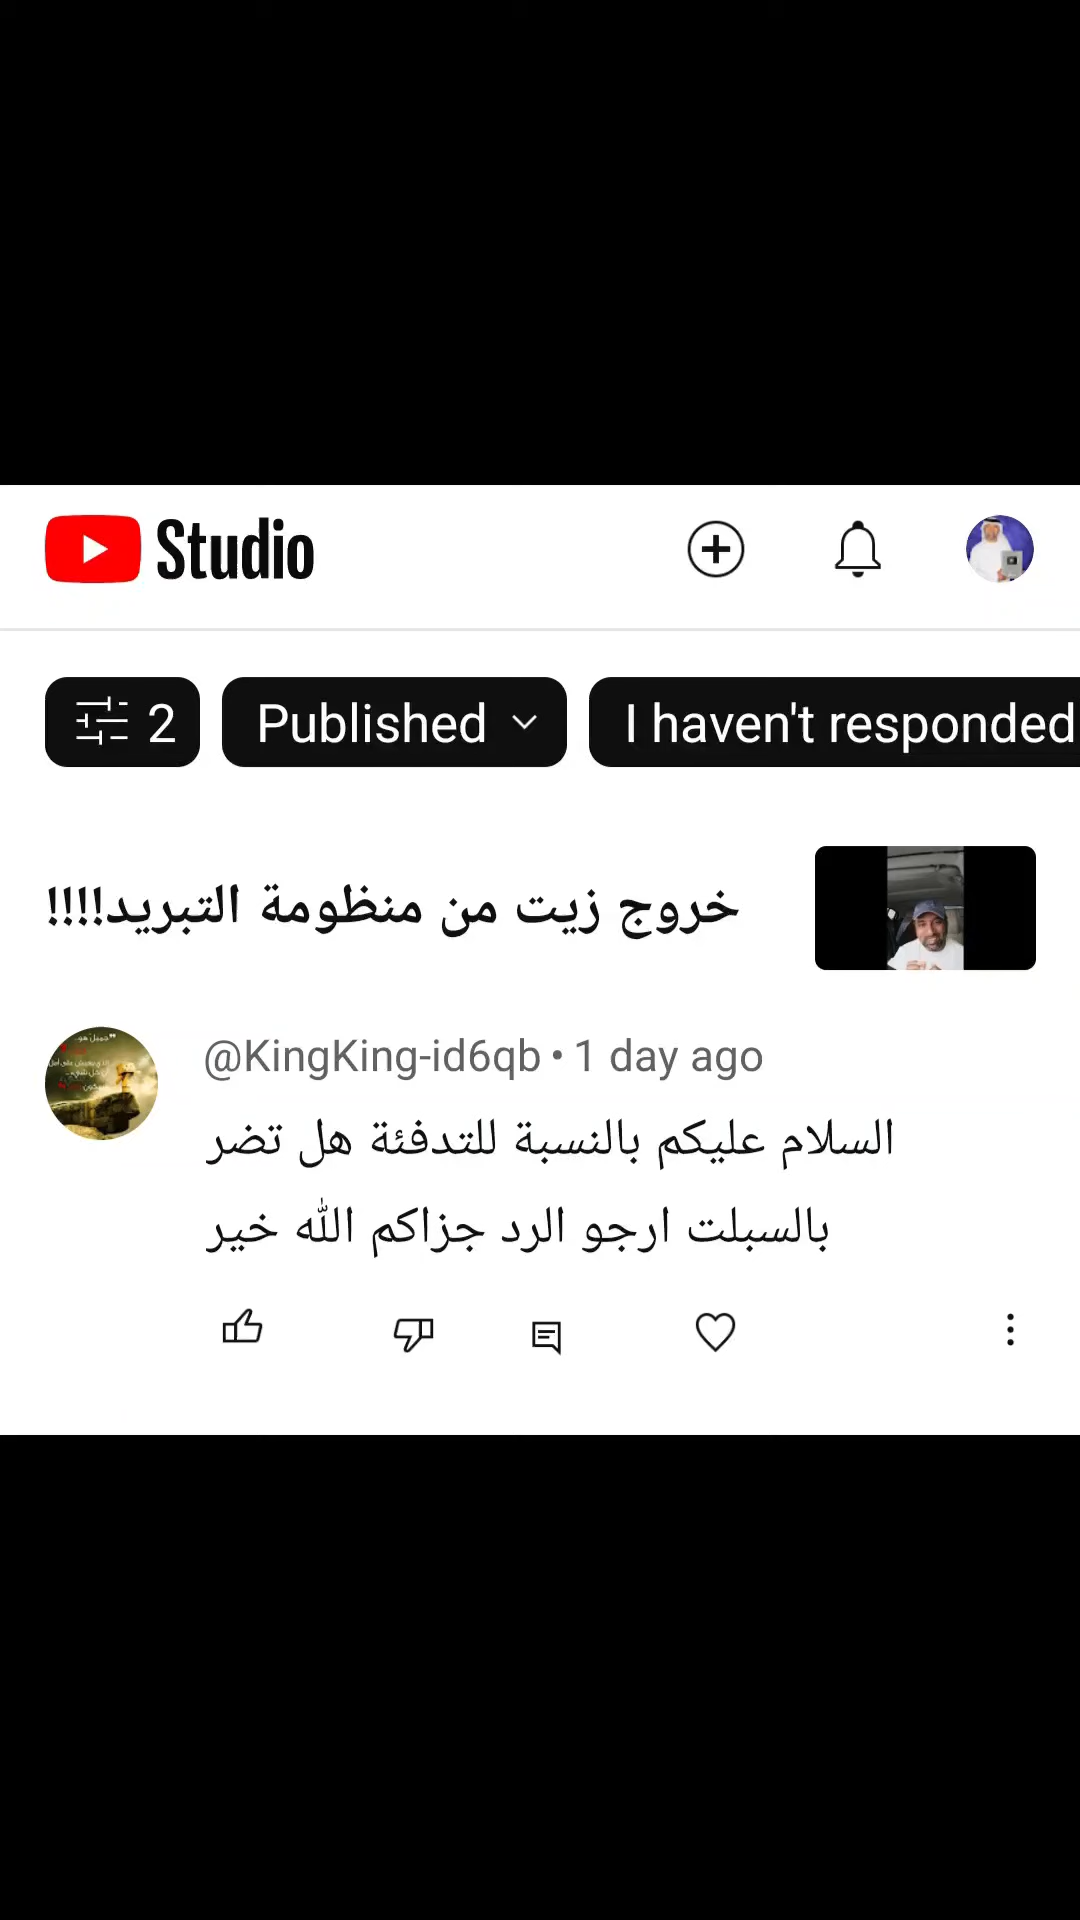 Studio
2
Published
I haven't responded
خروج زيت من منظومة التبريد!!!!
@KingKing-id6qb • 1 day ago
السلام عليكم بالنسبة للتدفئة هل تضر
بالسبلت ارجو الرد جزاكم الله خير